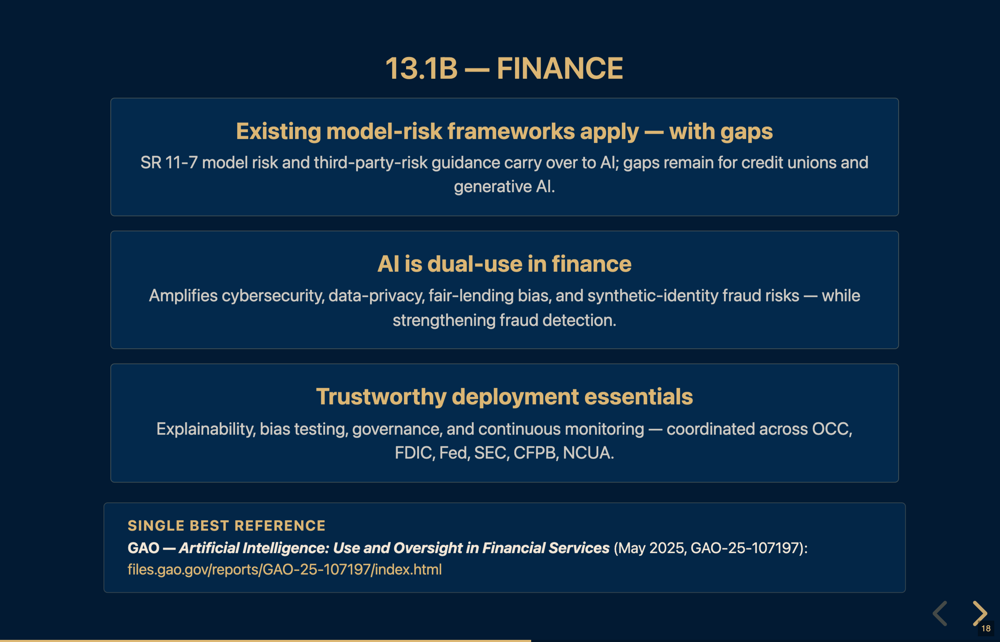 13.1B — FINANCE
Existing model-risk frameworks apply — with gaps
SR 11-7 model risk and third-party-risk guidance carry over to AI; gaps remain for credit unions and
generative AI.
AI is dual-use in finance
Amplifies cybersecurity, data-privacy, fair-lending bias, and synthetic-identity fraud risks — while
strengthening fraud detection.
Trustworthy deployment essentials
Explainability, bias testing, governance, and continuous monitoring — coordinated across OCC,
FDIC, Fed, SEC, CFPB, NCUA.
SINGLE BEST REFERENCE
GAO — Artificial Intelligence: Use and Oversight in Financial Services (May 2025, GAO-25-107197):
files.gao.gov/reports/GAO-25-107197/index.html
18